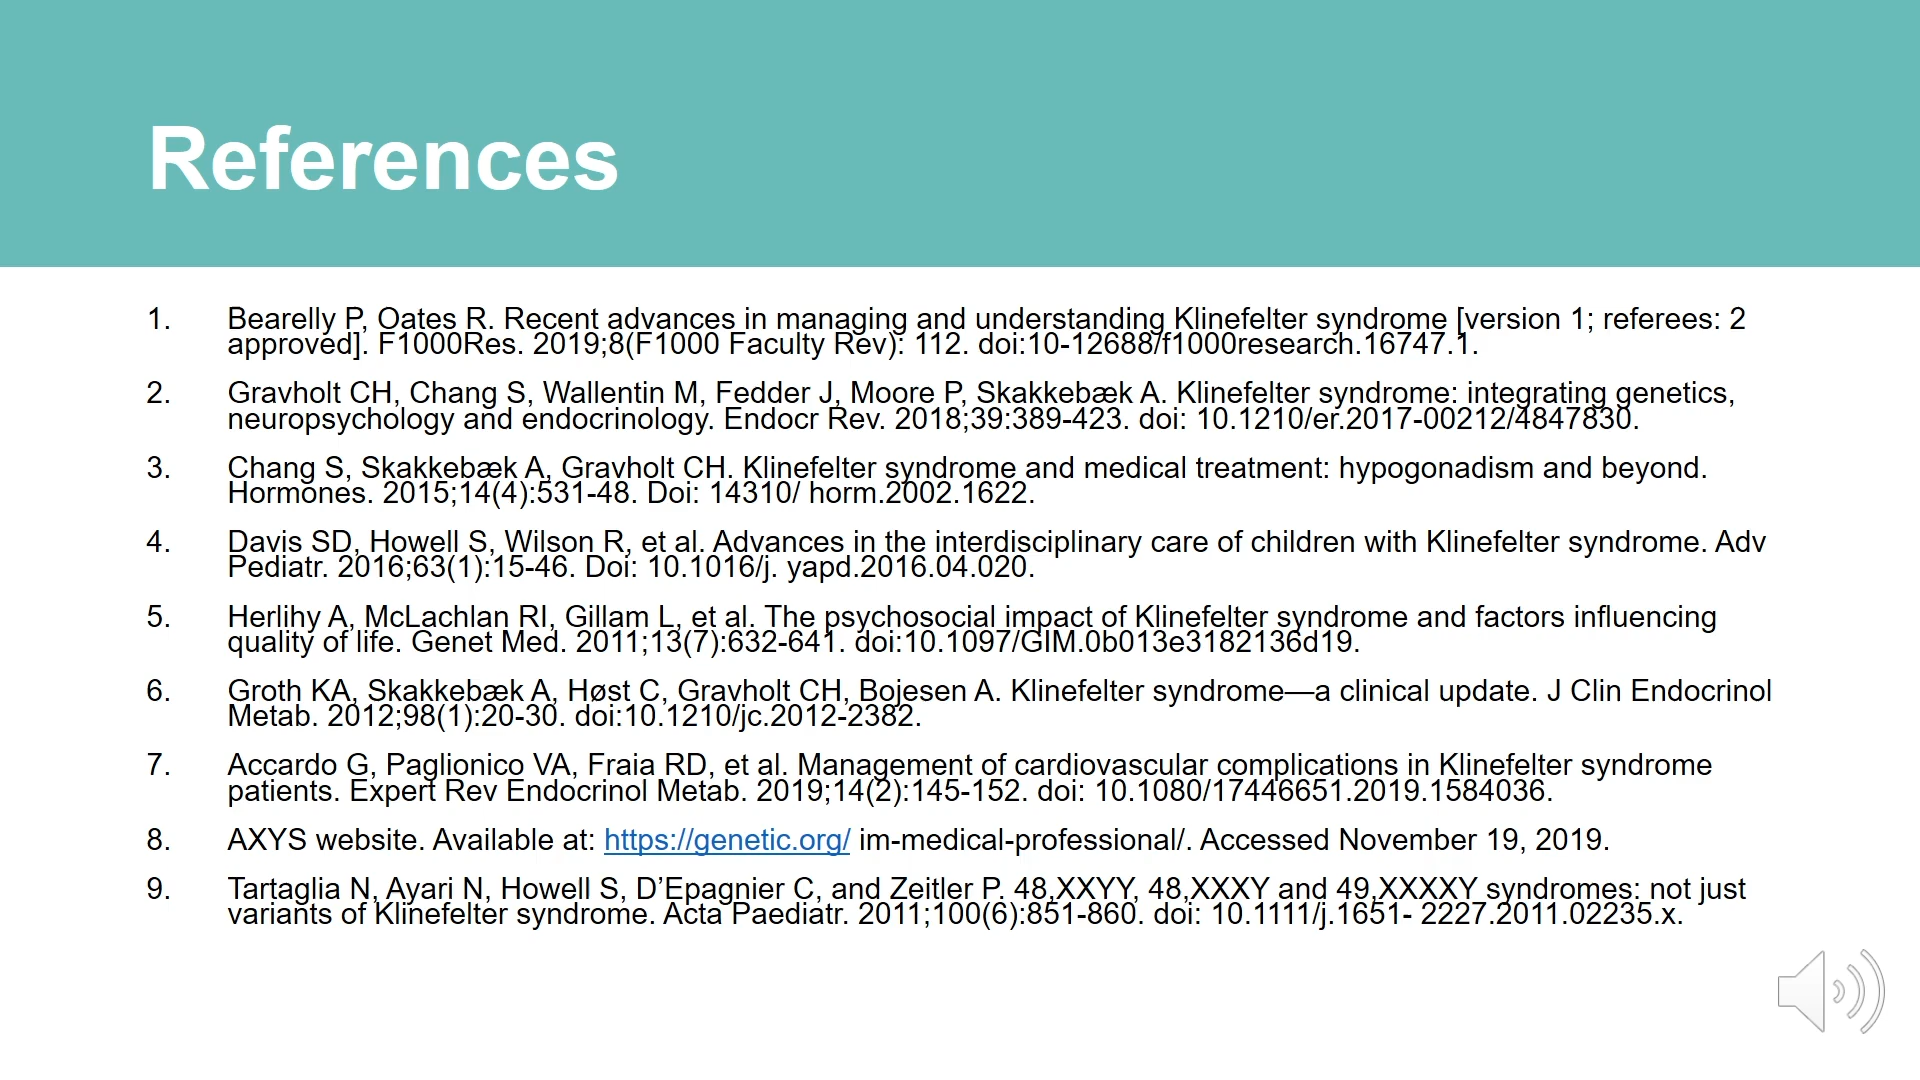 References
1. Bearelly P, Oates R. Recent advances in managing and understanding Klinefelter syndrome [version 1; referees: 2
approved]. F1000Res. 2019;8(F1000 Faculty Rev): 112. doi:10-12688/f1000research.16747.1.
2. Gravholt CH, Chang S, Wallentin M, Fedder J, Moore P, Skakkebæk A. Klinefelter syndrome: integrating genetics,
neuropsychology and endocrinology. Endocr Rev. 2018;39:389-423. doi: 10.1210/er.2017-00212/4847830.
3. Chang S, Skakkebæk A, Gravholt CH. Klinefelter syndrome and medical treatment: hypogonadism and beyond.
Hormones. 2015;14(4):531-48. Doi: 14310/ horm.2002.1622.
4. Davis SD, Howell S, Wilson R, et al. Advances in the interdisciplinary care of children with Klinefelter syndrome. Adv
Pediatr. 2016;63(1):15-46. Doi: 10.1016/j. yapd.2016.04.020.
5. Herlihy A, McLachlan RI, Gillam L, et al. The psychosocial impact of Klinefelter syndrome and factors influencing
quality of life. Genet Med. 2011;13(7):632-641. doi:10.1097/GIM.0b013e3182136d19.
6. Groth KA, Skakkebæk A, Høst C, Gravholt CH, Bojesen A. Klinefelter syndrome—a clinical update. J Clin Endocrinol
Metab. 2012;98(1):20-30. doi:10.1210/jc.2012-2382.
7. Accardo G, Paglionico VA, Fraia RD, et al. Management of cardiovascular complications in Klinefelter syndrome
patients. Expert Rev Endocrinol Metab. 2019;14(2):145-152. doi: 10.1080/17446651.2019.1584036.
8. AXYS website. Available at: https://genetic.org/ im-medical-professional/. Accessed November 19, 2019.
9. Tartaglia N, Ayari N, Howell S, D’Epagnier C, and Zeitler P. 48,XXYY, 48,XXXY and 49,XXXXY syndromes: not just
variants of Klinefelter syndrome. Acta Paediatr. 2011;100(6):851-860. doi: 10.1111/j.1651- 2227.2011.02235.x.